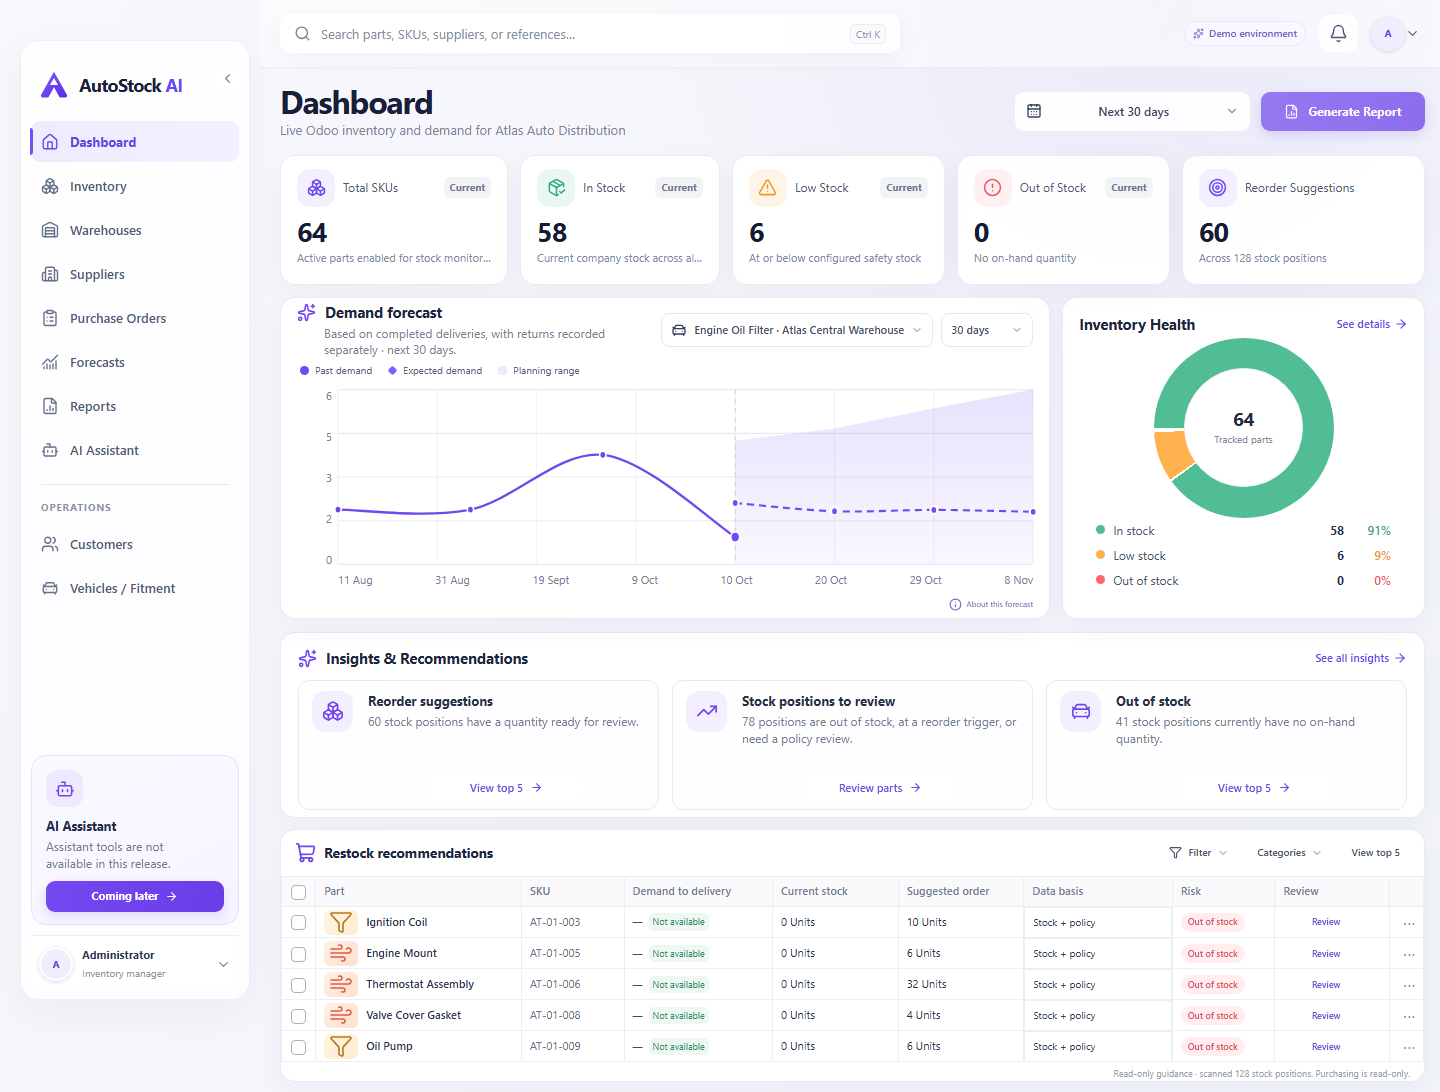 AutoStock AI
Dashboard
Inventory
Warehouses
Suppliers
Purchase Orders
Forecasts
Reports
AI Assistant
OPERATIONS
Customers
Vehicles / Fitment
AI Assistant
Assistant tools are not
available in this release.
Coming later
A
Administrator
Inventory manager
Search parts, SKUs, suppliers, or references...
Ctrl K
Demo environment
A
Dashboard
Live Odoo inventory and demand for Atlas Auto Distribution
Next 30 days
Generate Report
Total SKUs
Current
64
Active parts enabled for stock monitor...
In Stock
Current
58
Current company stock across al...
Low Stock
Current
6
At or below configured safety stock
Out of Stock
Current
0
No on-hand quantity
Reorder Suggestions
60
Across 128 stock positions
Demand forecast
Based on completed deliveries, with returns recorded
separately · next 30 days.
Engine Oil Filter · Atlas Central Warehouse
30 days
Past demand
Expected demand
Planning range
6
5
3
2
0
11 Aug
31 Aug
19 Sept
9 Oct
10 Oct
20 Oct
29 Oct
8 Nov
About this forecast
Inventory Health
See details
64
Tracked parts
In stock 58 91%
Low stock 6 9%
Out of stock 0 0%
Insights & Recommendations
See all insights
Reorder suggestions
60 stock positions have a quantity ready for review.
View top 5
Stock positions to review
78 positions are out of stock, at a reorder trigger, or
need a policy review.
Review parts
Out of stock
41 stock positions currently have no on-hand
quantity.
View top 5
Restock recommendations
Filter
Categories
View top 5
Part SKU Demand to delivery Current stock Suggested order Data basis Risk Review
Ignition Coil AT-01-003 — Not available 0 Units 10 Units Stock + policy Out of stock Review ...
Engine Mount AT-01-005 — Not available 0 Units 6 Units Stock + policy Out of stock Review ...
Thermostat Assembly AT-01-006 — Not available 0 Units 32 Units Stock + policy Out of stock Review ...
Valve Cover Gasket AT-01-008 — Not available 0 Units 4 Units Stock + policy Out of stock Review ...
Oil Pump AT-01-009 — Not available 0 Units 6 Units Stock + policy Out of stock Review ...
Read-only guidance · scanned 128 stock positions. Purchasing is read-only.